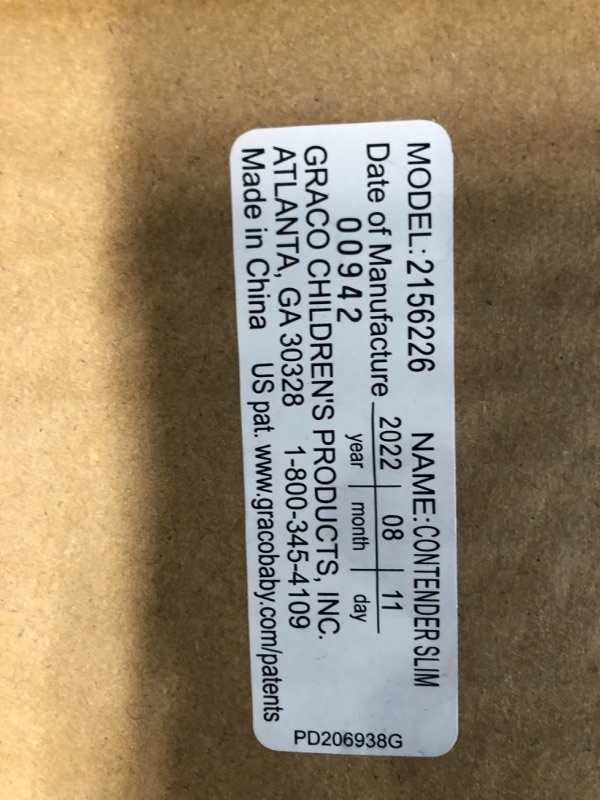 MODEL: 2156226 NAME: CONTENDER SLIM
Date of Manufacture 2022 | 08 | 11
00942 year | month | day
GRACO CHILDREN'S PRODUCTS, INC.
ATLANTA, GA 30328 1-800-345-4109
Made in China US pat. www.gracobaby.com/patents
PD206938G